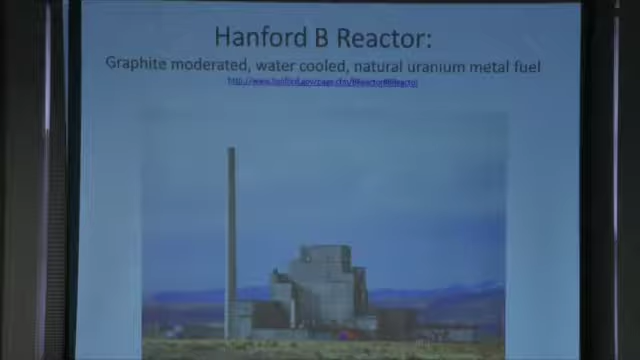 Hanford B Reactor:
Graphite moderated, water cooled, natural uranium metal fuel